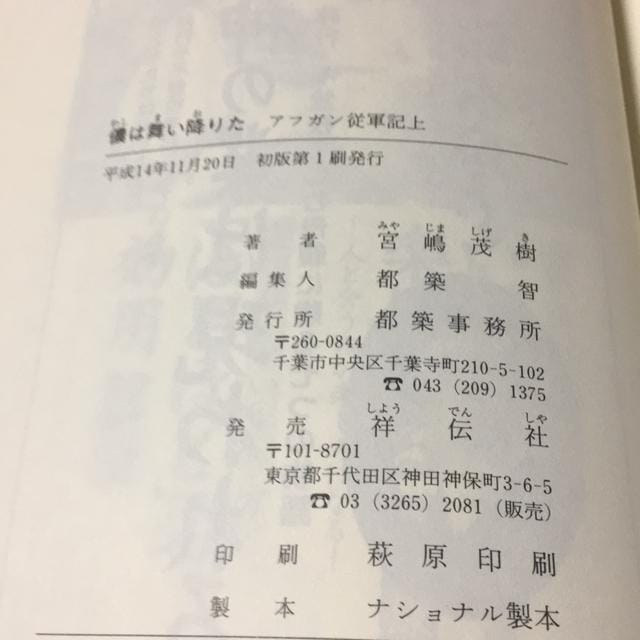 儂は舞い降りた アフガン従軍記上
平成14年11月20日 初版第1刷発行
著者 宮嶋茂樹
編集人 都築智
発行所 都築事務所
〒260-0844
千葉市中央区千葉寺町210-5-102
☎ 043 (209) 1375
発売 祥伝社
〒101-8701
東京都千代田区神田神保町3-6-5
☎ 03 (3265) 2081 (販売)
印刷 萩原印刷
製本 ナショナル製本